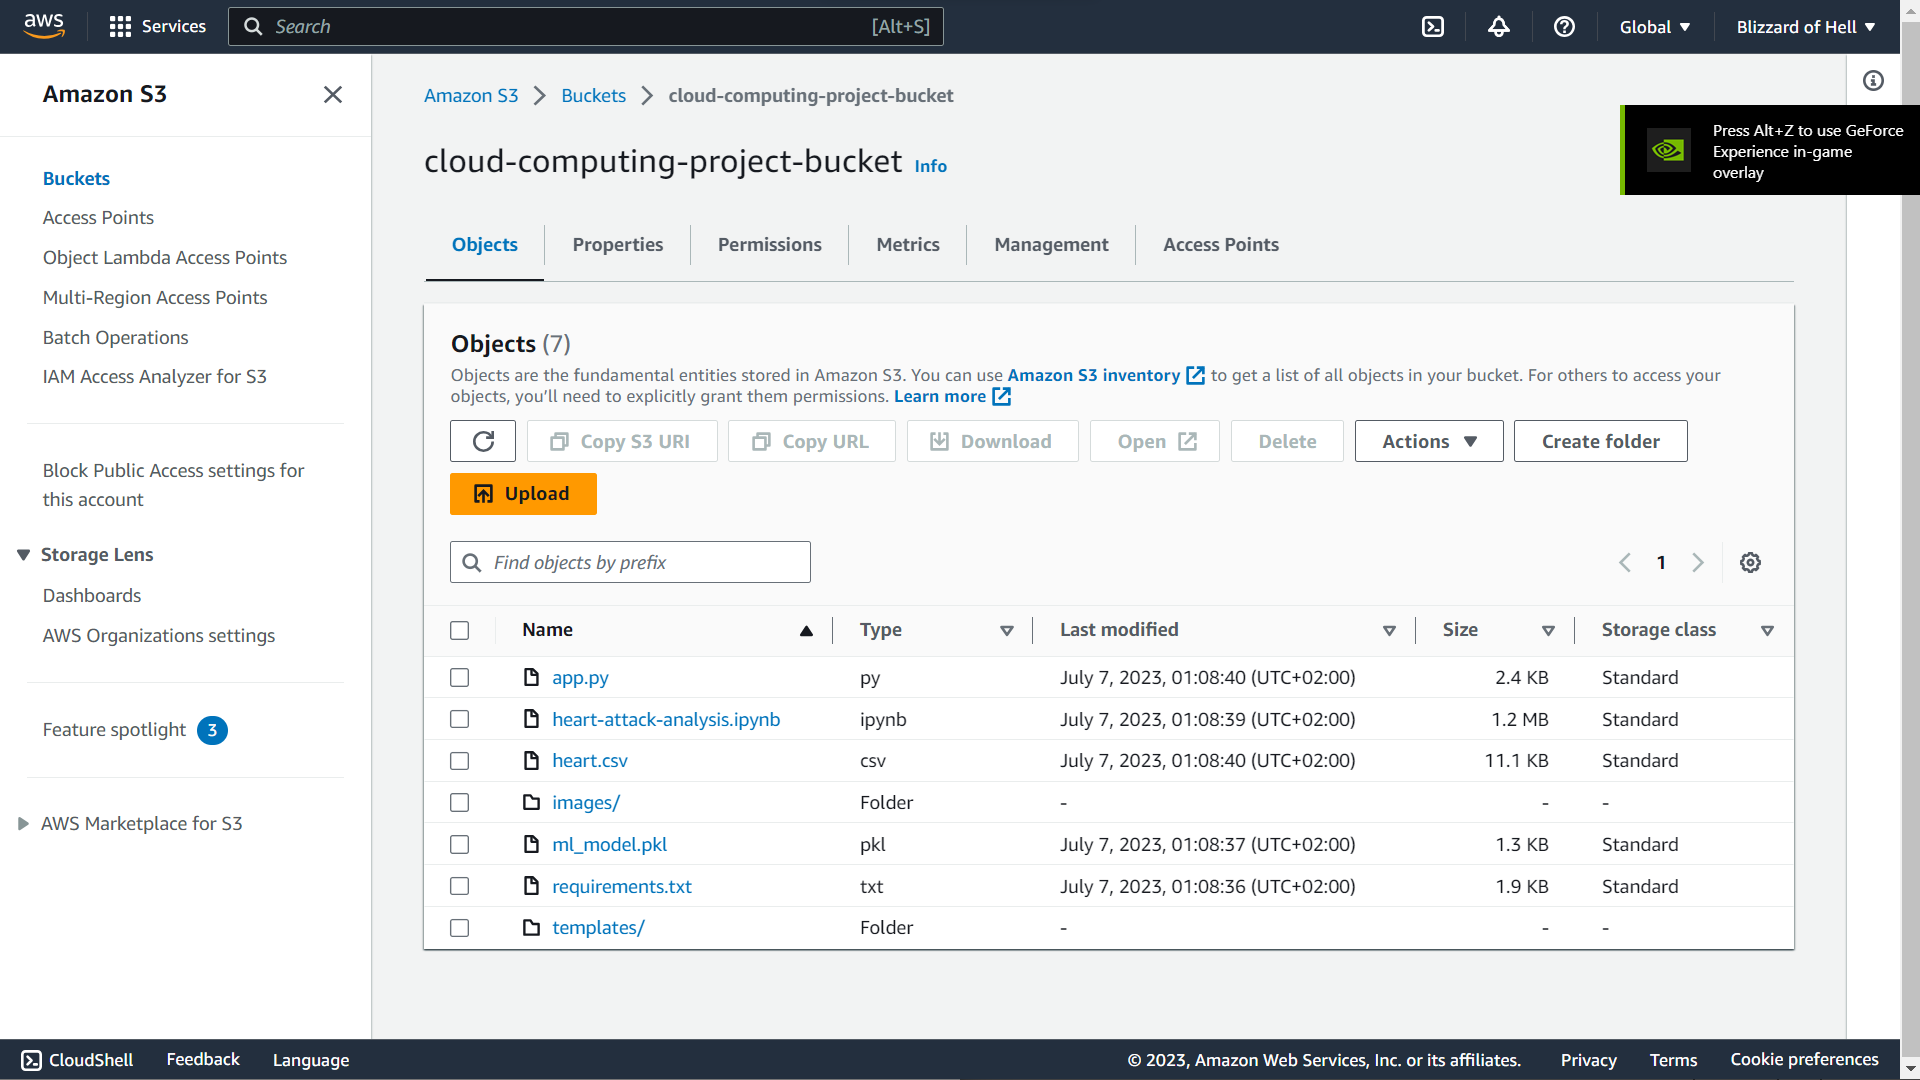 aws
Services
Search [Alt+S]
Global
Blizzard of Hell
Amazon S3
Buckets
Access Points
Object Lambda Access Points
Multi-Region Access Points
Batch Operations
IAM Access Analyzer for S3
Block Public Access settings for
this account
Storage Lens
Dashboards
AWS Organizations settings
Feature spotlight 3
AWS Marketplace for S3
Amazon S3 Buckets cloud-computing-project-bucket
cloud-computing-project-bucket Info
Press Alt+Z to use GeForce
Experience in-game
overlay
Objects Properties Permissions Metrics Management Access Points
Objects (7)
Objects are the fundamental entities stored in Amazon S3. You can use Amazon S3 inventory to get a list of all objects in your bucket. For others to access your
objects, you'll need to explicitly grant them permissions. Learn more
Copy S3 URI Copy URL Download Open Delete Actions Create folder
Upload
Find objects by prefix
1
Name Type Last modified Size Storage class
app.py py July 7, 2023, 01:08:40 (UTC+02:00) 2.4 KB Standard
heart-attack-analysis.ipynb ipynb July 7, 2023, 01:08:39 (UTC+02:00) 1.2 MB Standard
heart.csv csv July 7, 2023, 01:08:40 (UTC+02:00) 11.1 KB Standard
images/ Folder - - -
ml_model.pkl pkl July 7, 2023, 01:08:37 (UTC+02:00) 1.3 KB Standard
requirements.txt txt July 7, 2023, 01:08:36 (UTC+02:00) 1.9 KB Standard
templates/ Folder - - -
CloudShell Feedback Language © 2023, Amazon Web Services, Inc. or its affiliates. Privacy Terms Cookie preferences